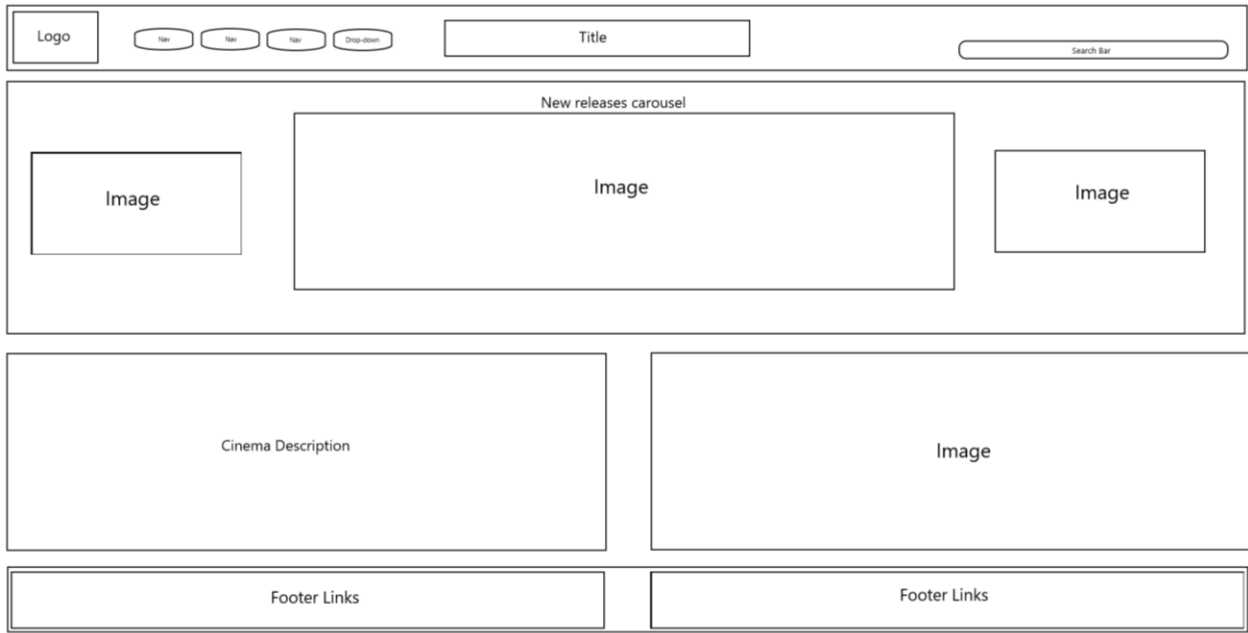 Logo
Nav
Nav
Nav
Drop-down
Title
Search Bar
New releases carousel
Image
Image
Image
Cinema Description
Image
Footer Links
Footer Links